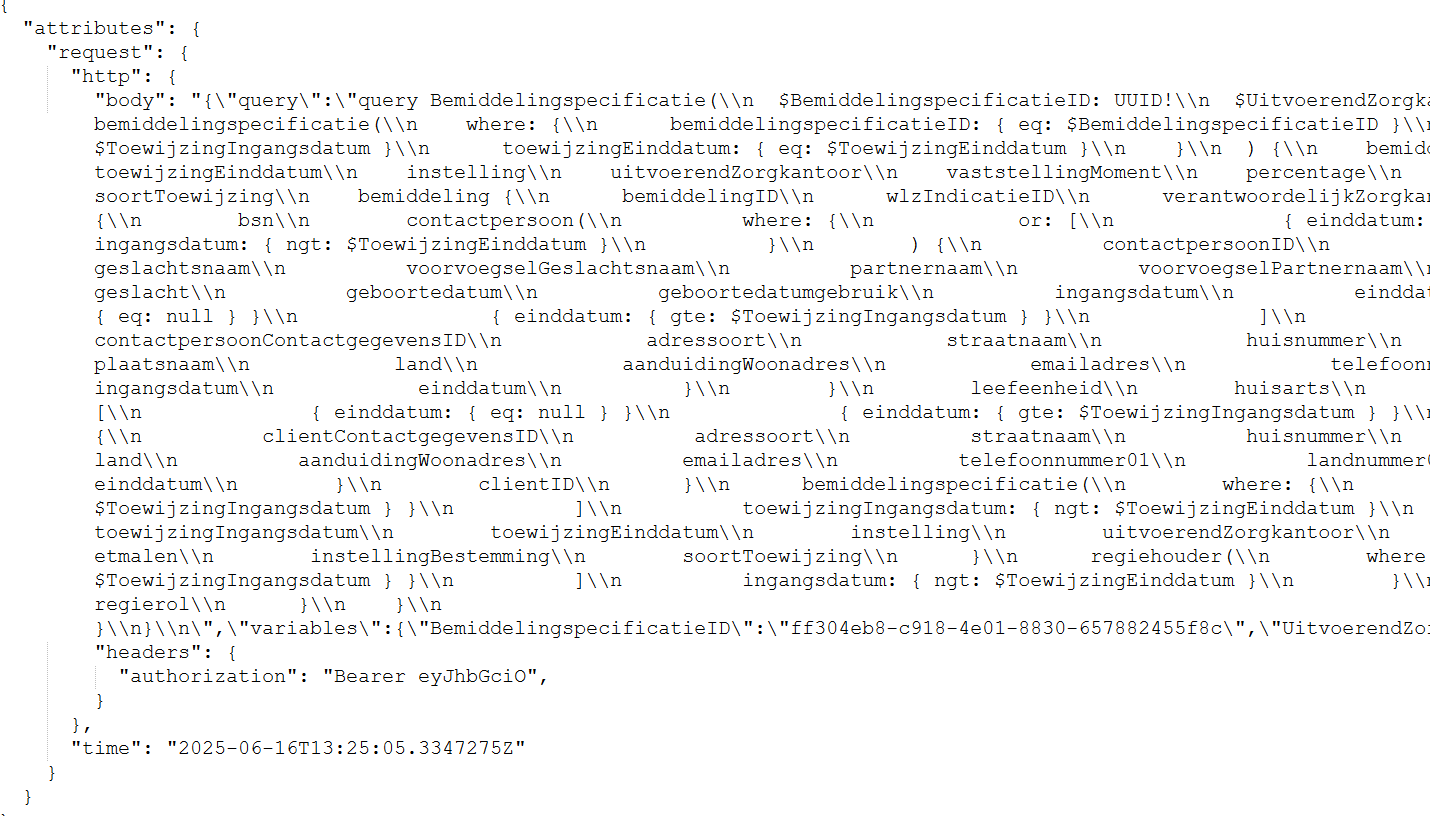 {
"attributes": {
"request": {
"http": {
"body": "{\"query\":\"query Bemiddelingspecificatie(\\n  $BemiddelingspecificatieID: UUID!\\n  $UitvoerendZorgka
bemiddelingspecificatie(\\n    where: {\\n      bemiddelingspecificatieID: { eq: $BemiddelingspecificatieID }\\n
$ToewijzingIngangsdatum }\\n      toewijzingEinddatum: { eq: $ToewijzingEinddatum }\\n    }\\n  ) {\\n    bemidd
toewijzingEinddatum\\n    instelling\\n    uitvoerendZorgkantoor\\n    vaststellingMoment\\n    percentage\\n
soortToewijzing\\n    bemiddeling {\\n      bemiddelingID\\n      wlzIndicatieID\\n      verantwoordelijkZorgkan
{\\n        bsn\\n        contactpersoon(\\n          where: {\\n            or: [\\n              { einddatum:
ingangsdatum: { ngt: $ToewijzingEinddatum }\\n          }\\n        ) {\\n          contactpersoonID\\n
geslachtsnaam\\n          voorvoegselGeslachtsnaam\\n          partnernaam\\n          voorvoegselPartnernaam\\n
geslacht\\n          geboortedatum\\n          geboortedatumgebruik\\n          ingangsdatum\\n          einddat
{ eq: null } }\\n                { einddatum: { gte: $ToewijzingIngangsdatum } }\\n              ]\\n
contactpersoonContactgegevensID\\n            adressoort\\n            straatnaam\\n            huisnummer\\n
plaatsnaam\\n            land\\n            aanduidingWoonadres\\n            emailadres\\n            telefoonn
ingangsdatum\\n            einddatum\\n          }\\n        }\\n        leefeenheid\\n        huisarts\\n
[\\n              { einddatum: { eq: null } }\\n              { einddatum: { gte: $ToewijzingIngangsdatum } }\\n
{\\n          clientContactgegevensID\\n          adressoort\\n          straatnaam\\n          huisnummer\\n
land\\n          aanduidingWoonadres\\n          emailadres\\n          telefoonnummer01\\n          landnummer0
einddatum\\n        }\\n        clientID\\n      }\\n      bemiddelingspecificatie(\\n        where: {\\n
$ToewijzingIngangsdatum } }\\n          ]\\n          toewijzingIngangsdatum: { ngt: $ToewijzingEinddatum }\\n
toewijzingIngangsdatum\\n        toewijzingEinddatum\\n        instelling\\n        uitvoerendZorgkantoor\\n
etmalen\\n        instellingBestemming\\n        soortToewijzing\\n      }\\n      regiehouder(\\n        where
$ToewijzingIngangsdatum } }\\n          ]\\n          ingangsdatum: { ngt: $ToewijzingEinddatum }\\n        }\\n
regierol\\n      }\\n    }\\n
}\\n}\\n\",\"variables\":{\"BemiddelingspecificatieID\":\"ff304eb8-c918-4e01-8830-657882455f8c\",\"UitvoerendZo
"headers": {
"authorization": "Bearer eyJhbGciO",
}
},
"time": "2025-06-16T13:25:05.3347275Z"
}
}